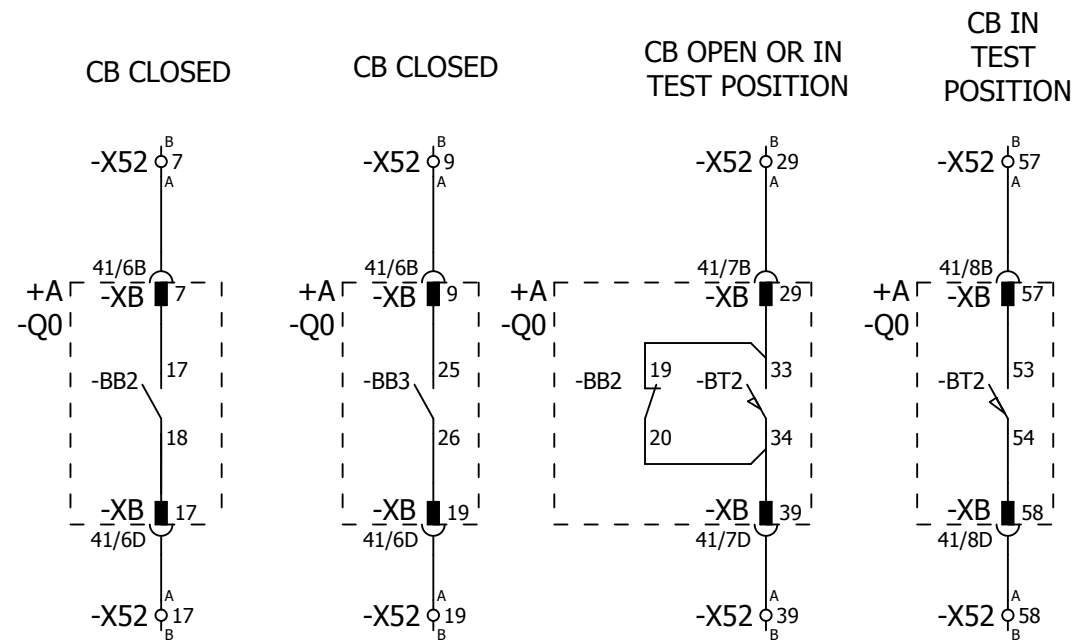 CB CLOSED
CB CLOSED
CB OPEN OR IN
TEST POSITION
CB IN
TEST
POSITION
B
-X52 7
A
B
-X52 9
A
B
-X52 29
A
B
-X52 57
A
41/6B
+A -XB 7
-Q0
41/6B
+A -XB 9
-Q0
41/7B
+A -XB 29
-Q0
41/8B
+A -XB 57
-Q0
17
-BB2
18
25
-BB3
26
19
-BB2
20
33
-BT2
34
53
-BT2
54
-XB 17
41/6D
-XB 19
41/6D
-XB 39
41/7D
-XB 58
41/8D
A
-X52 17
B
A
-X52 19
B
A
-X52 39
B
A
-X52 58
B